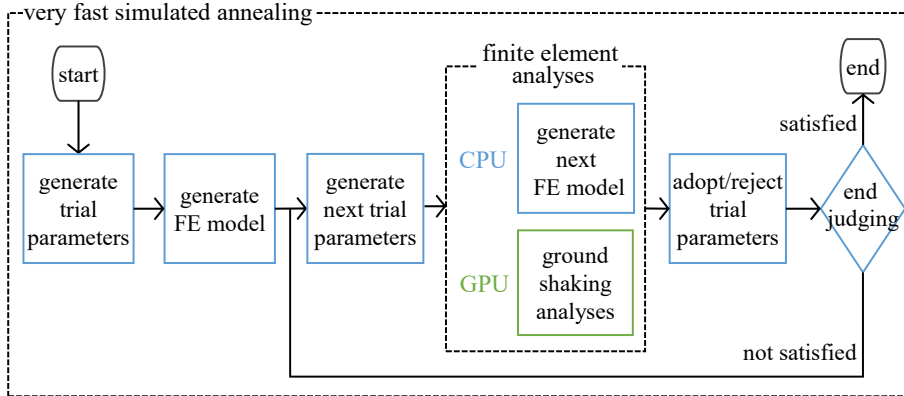 very fast simulated annealing
start
generate
trial
parameters
generate
FE model
generate
next trial
parameters
finite element
analyses
CPU
generate
next
FE model
GPU
ground
shaking
analyses
adopt/reject
trial
parameters
end
satisfied
end
judging
not satisfied